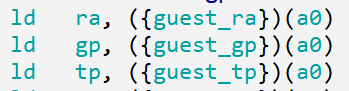 ld   ra, ({guest_ra})(a0)
ld   gp, ({guest_gp})(a0)
ld   tp, ({guest_tp})(a0)